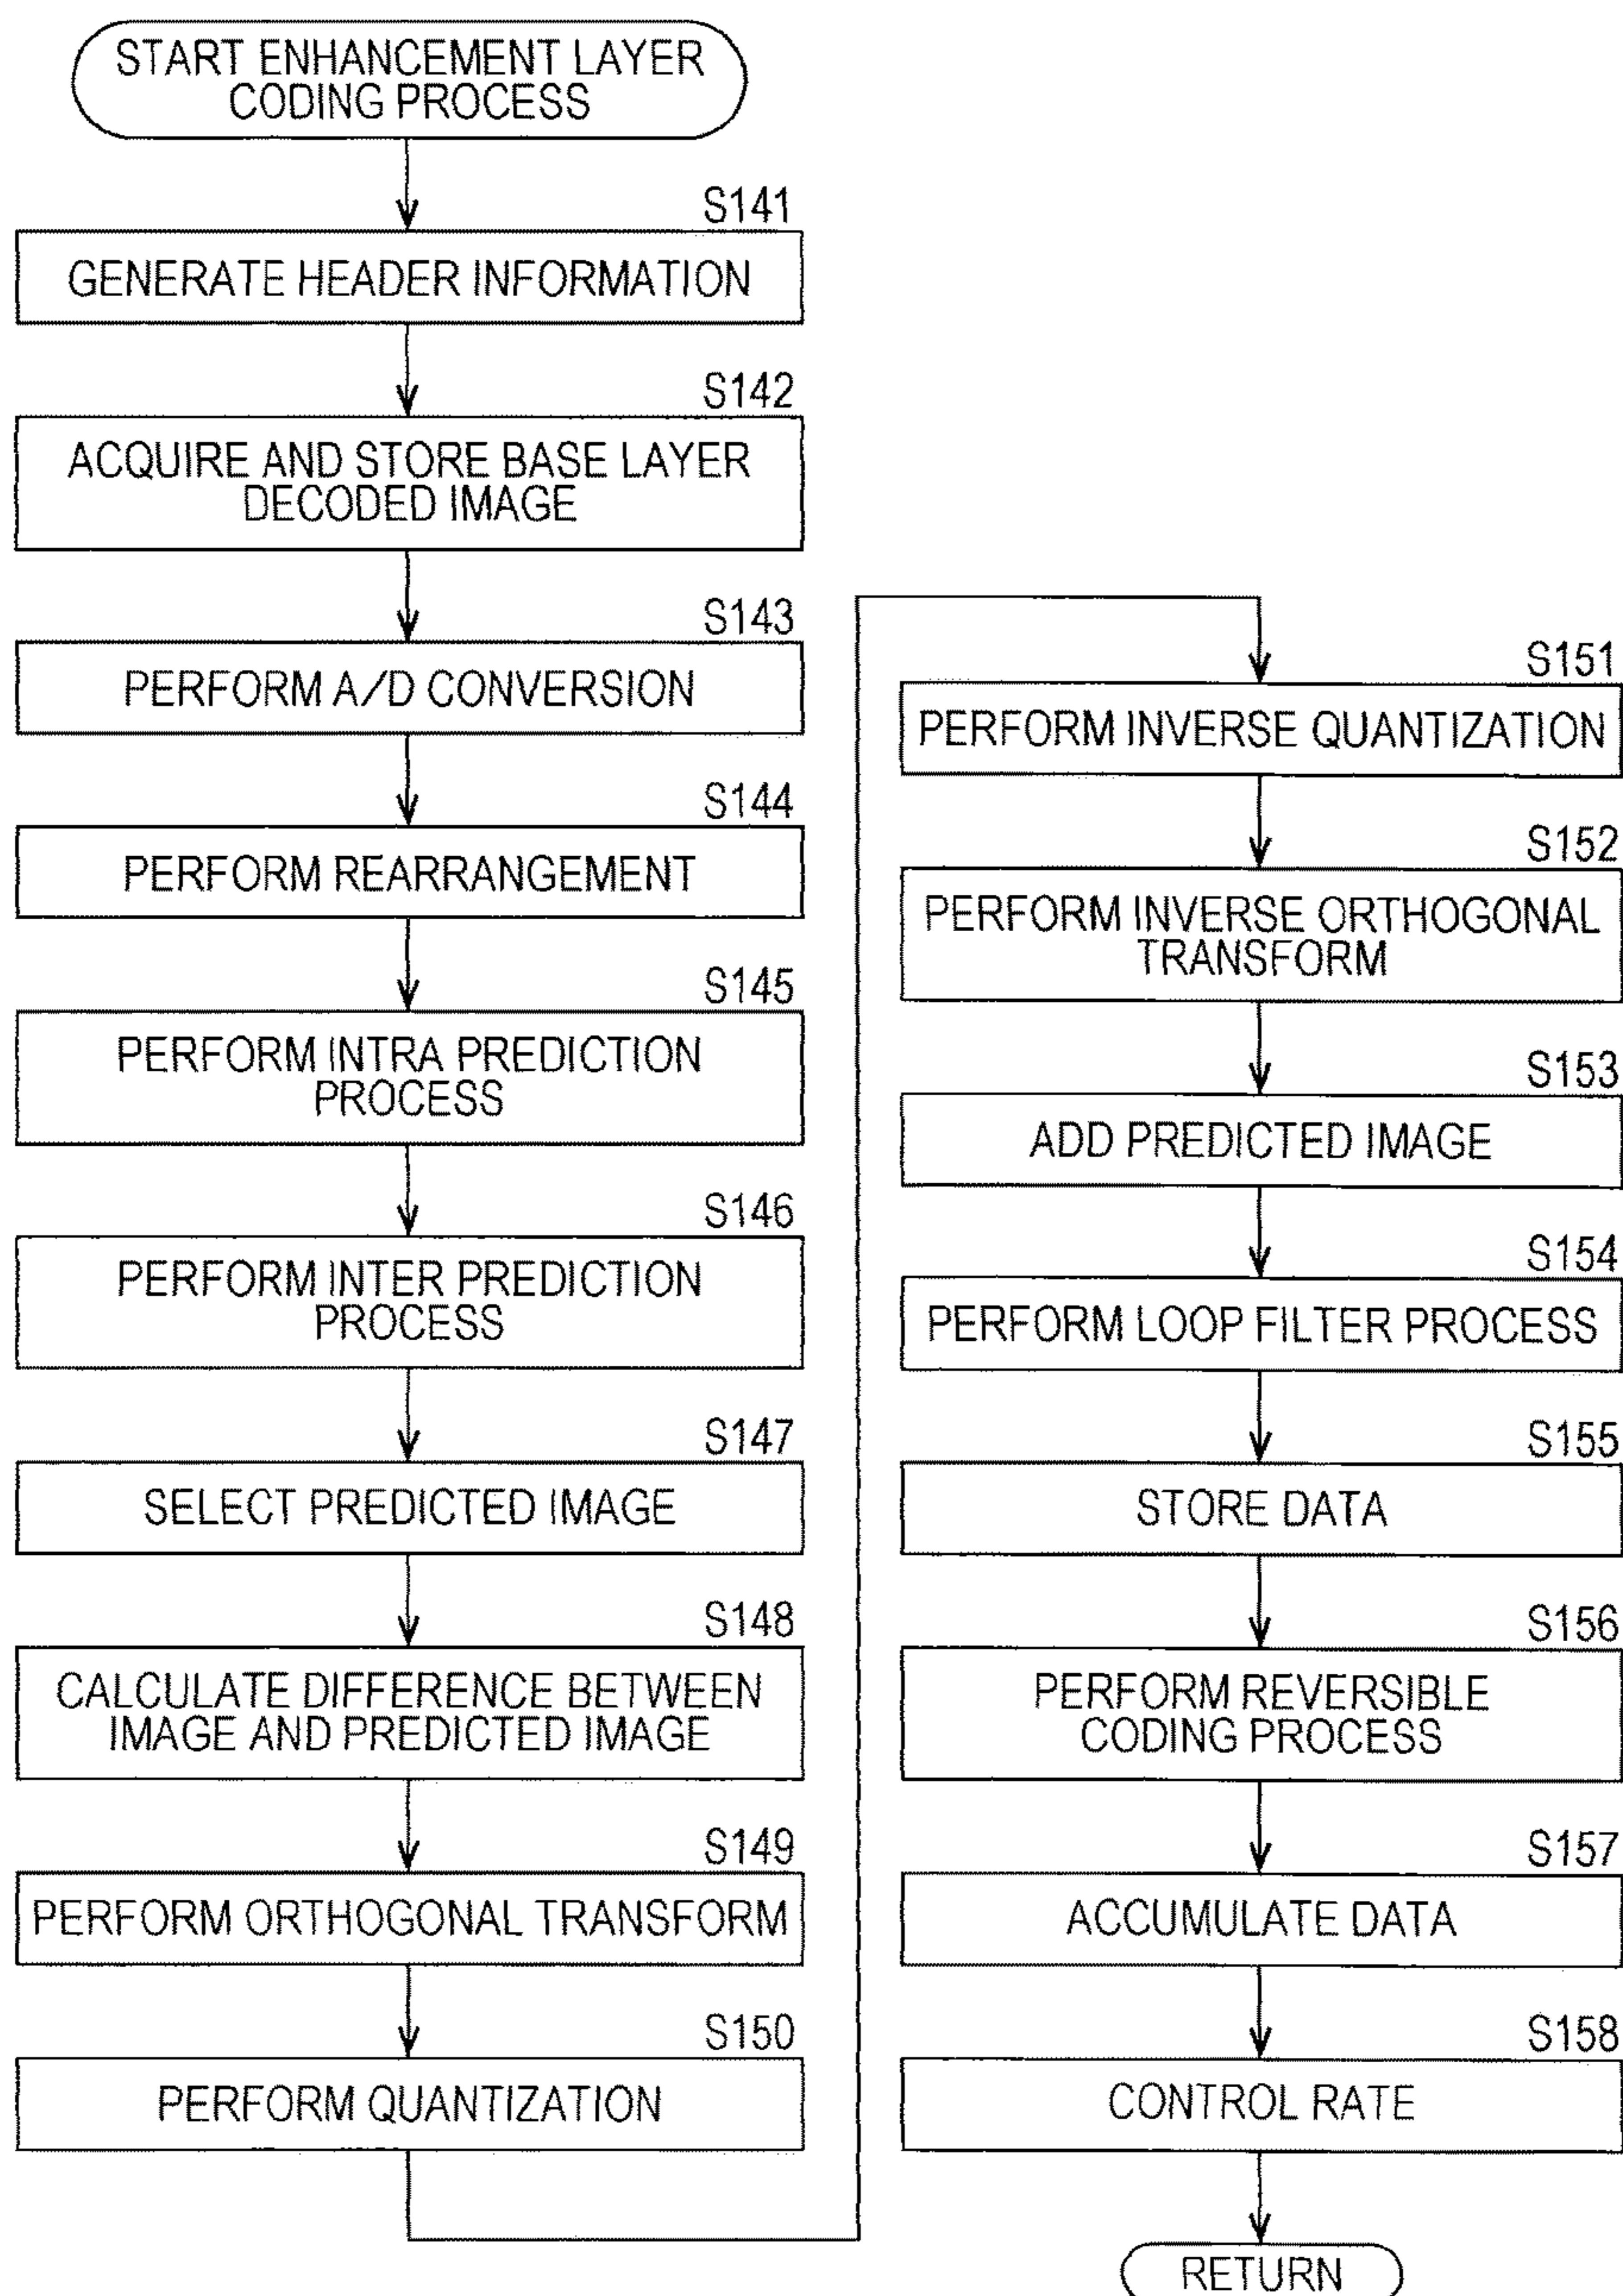 START ENHANCEMENT LAYER
CODING PROCESS
S141
GENERATE HEADER INFORMATION
S142
ACQUIRE AND STORE BASE LAYER
DECODED IMAGE
S143
PERFORM A/D CONVERSION
S144
PERFORM REARRANGEMENT
S145
PERFORM INTRA PREDICTION
PROCESS
S146
PERFORM INTER PREDICTION
PROCESS
S147
SELECT PREDICTED IMAGE
S148
CALCULATE DIFFERENCE BETWEEN
IMAGE AND PREDICTED IMAGE
S149
PERFORM ORTHOGONAL TRANSFORM
S150
PERFORM QUANTIZATION
S151
PERFORM INVERSE QUANTIZATION
S152
PERFORM INVERSE ORTHOGONAL
TRANSFORM
S153
ADD PREDICTED IMAGE
S154
PERFORM LOOP FILTER PROCESS
S155
STORE DATA
S156
PERFORM REVERSIBLE
CODING PROCESS
S157
ACCUMULATE DATA
S158
CONTROL RATE
RETURN